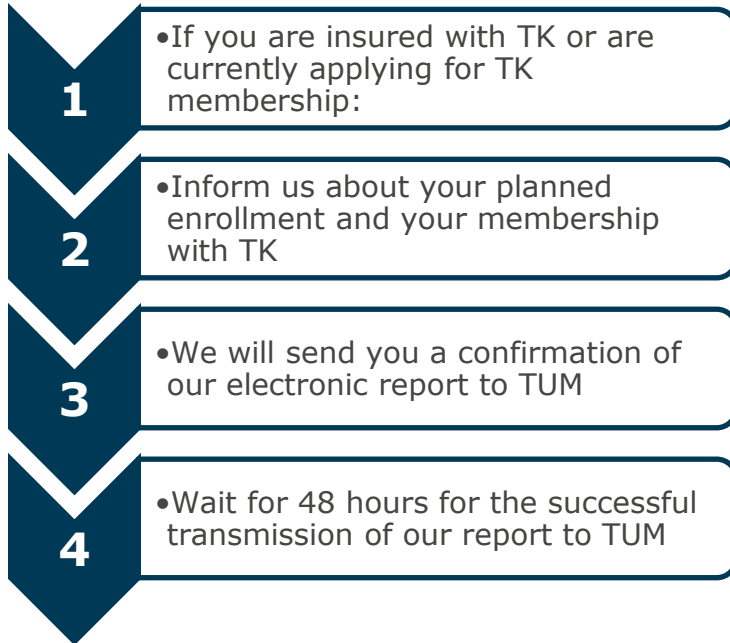 1
•If you are insured with TK or are
currently applying for TK
membership:
2
•Inform us about your planned
enrollment and your membership
with TK
3
•We will send you a confirmation of
our electronic report to TUM
4
•Wait for 48 hours for the successful
transmission of our report to TUM